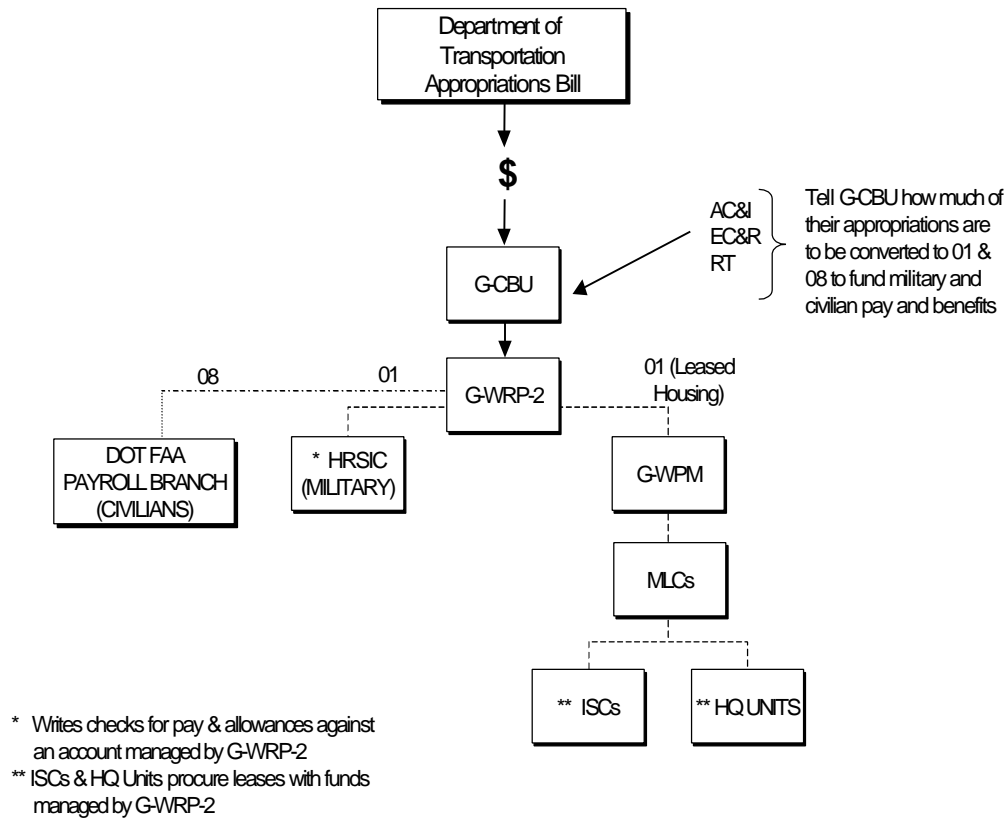 Department of
Transportation
Appropriations Bill
$
AC&I
EC&R
RT
Tell G-CBU how much of
their appropriations are
to be converted to 01 &
08 to fund military and
civilian pay and benefits
G-CBU
08
01
G-WRP-2
01 (Leased
Housing)
DOT FAA
PAYROLL BRANCH
(CIVILIANS)
* HRSIC
(MILITARY)
G-WPM
MLCs
** ISCs
** HQ UNITS
* Writes checks for pay & allowances against
an account managed by G-WRP-2
** ISCs & HQ Units procure leases with funds
managed by G-WRP-2